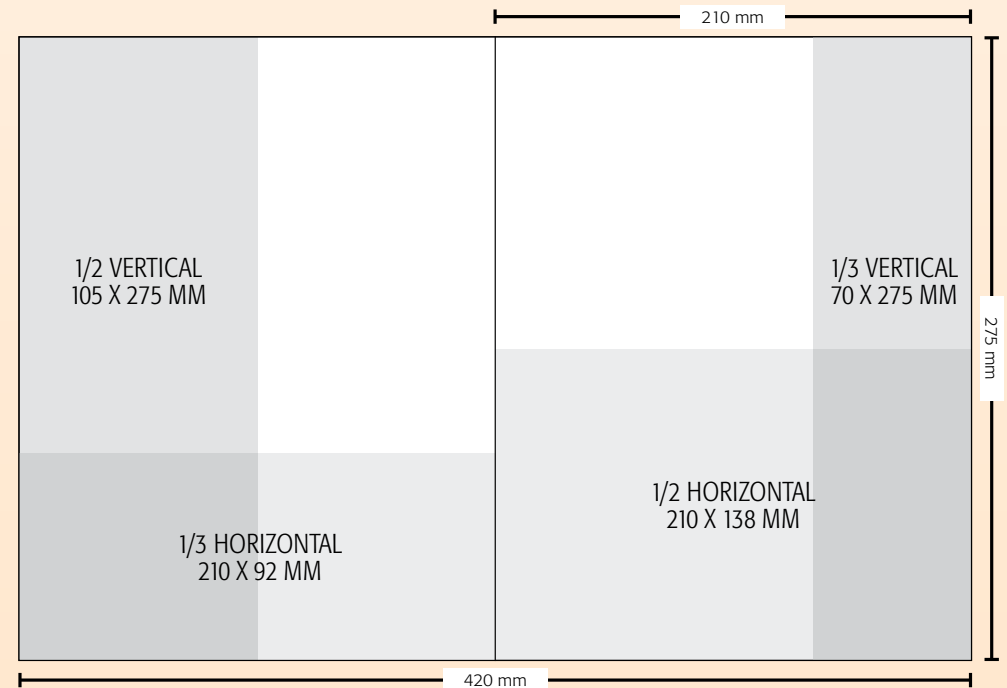 210 mm
1/2 VERTICAL
105 X 275 MM
1/3 VERTICAL
70 X 275 MM
275 mm
1/2 HORIZONTAL
210 X 138 MM
1/3 HORIZONTAL
210 X 92 MM
420 mm